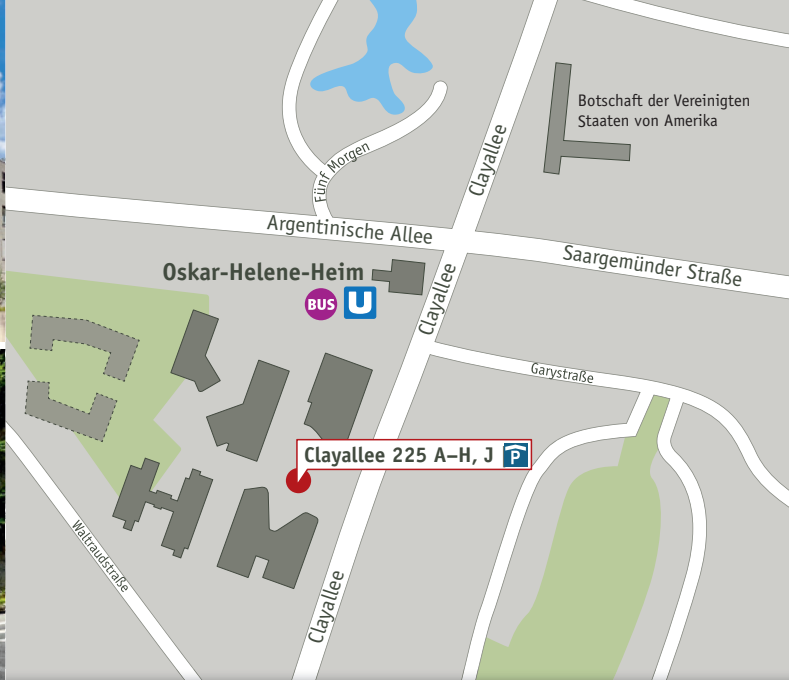 Botschaft der Vereinigten
Staaten von Amerika
Clayallee
Fünf Morgen
Argentinische Allee
Saargemünder Straße
Oskar-Helene-Heim
BUS U
Clayallee
Garystraße
Clayallee 225 A–H, J P
Waltraudstraße
Clayallee